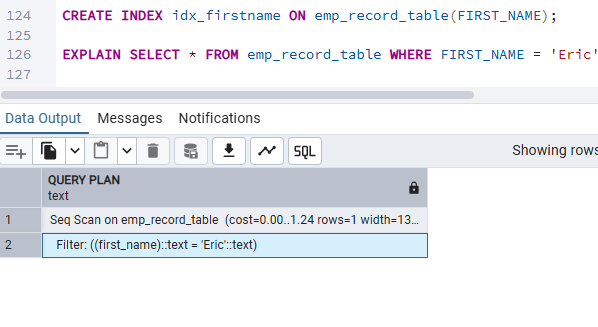 124 CREATE INDEX idx_firstname ON emp_record_table(FIRST_NAME);
125
126 EXPLAIN SELECT * FROM emp_record_table WHERE FIRST_NAME = 'Eric'
127
Data Output Messages Notifications
SQL Showing rows
QUERY PLAN
text
1 Seq Scan on emp_record_table (cost=0.00..1.24 rows=1 width=13...
2 Filter: ((first_name)::text = 'Eric'::text)